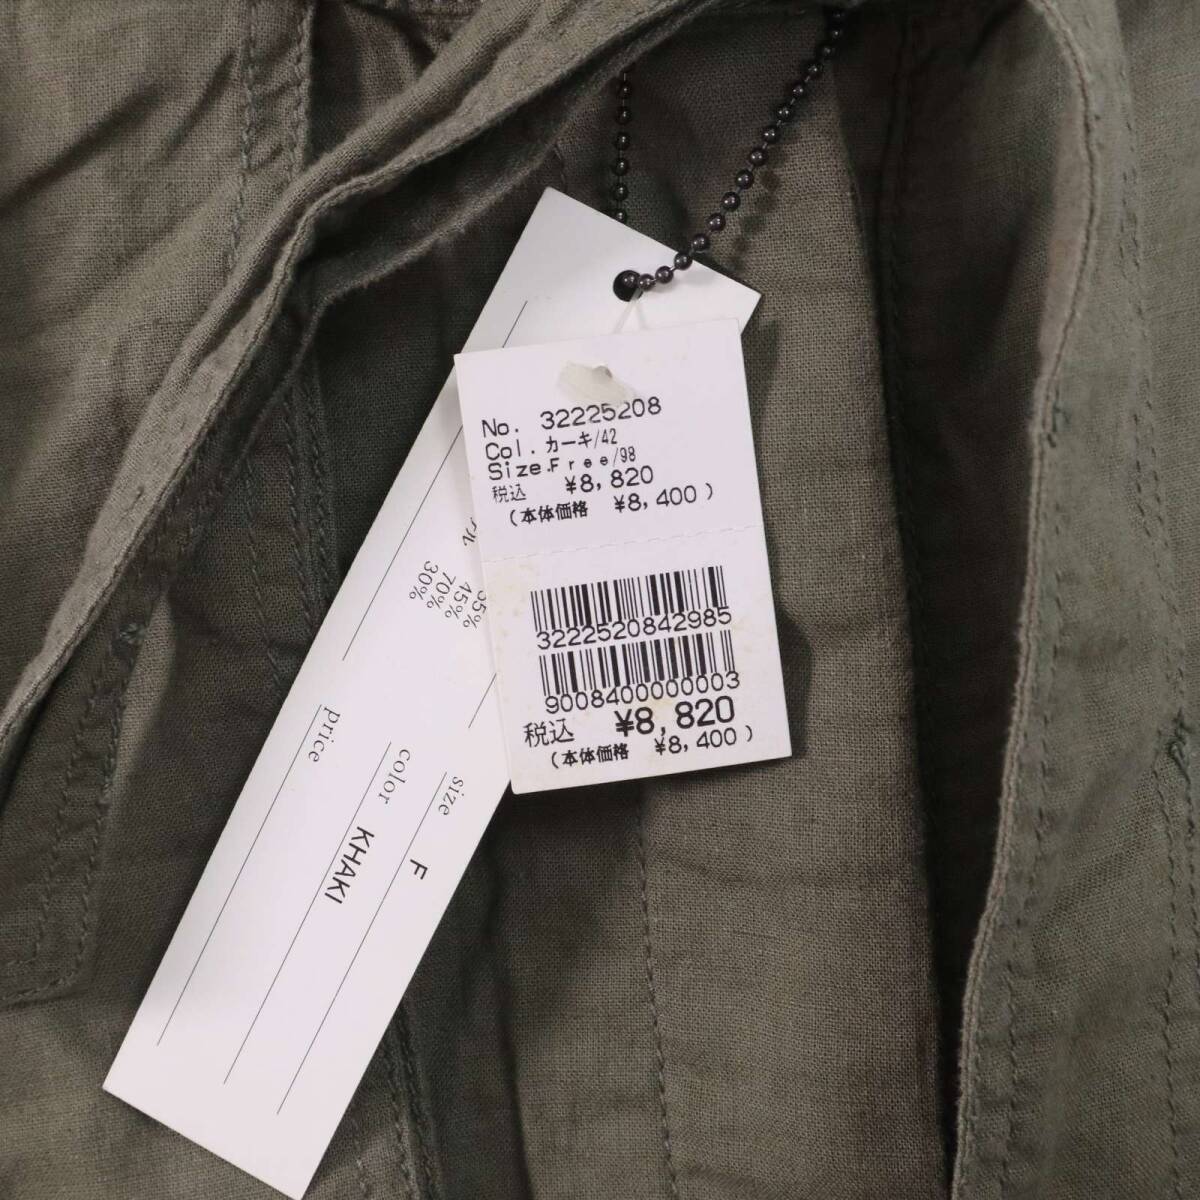 No. 32225208
Col. カーキ/42
Size.Free/98
税込 ¥8,820
(本体価格 ¥8,400)
3222520842985
9008400000003
税込 ¥8,820
(本体価格 ¥8,400)
55%
45%
70%
30%
size F
color KHAKI
price